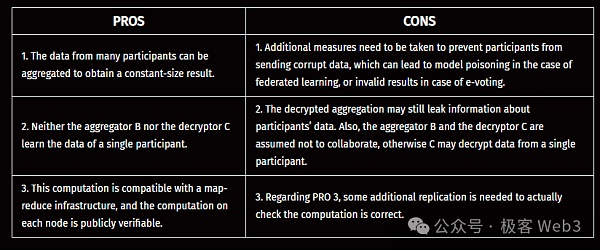 PROS
CONS
1. The data from many participants can be
aggregated to obtain a constant-size result.
1. Additional measures need to be taken to prevent participants from
sending corrupt data, which can lead to model poisoning in the case of
federated learning, or invalid results in case of e-voting.
2. Neither the aggregator B nor the decryptor C
learn the data of a single participant.
2. The decrypted aggregation may still leak information about
participants' data. Also, the aggregator B and the decryptor C are
assumed not to collaborate, otherwise C may decrypt data from a single
participant.
3. This computation is compatible with a map-
reduce infrastructure, and the computation on
each node is publicly verifiable.
3. Regarding PRO 3, some additional replication is needed to actually
check the computation is correct.
公众号 · 极客 Web3